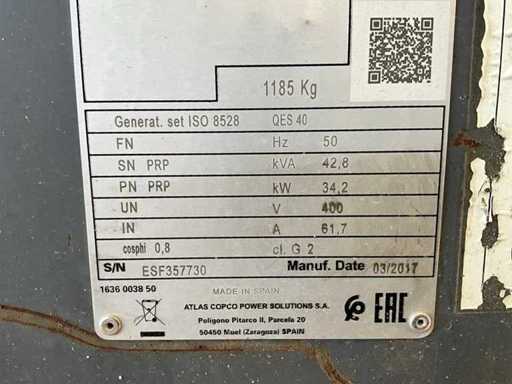 1185 Kg
Generat. set ISO 8528 QES 40
FN Hz 50
SN PRP kVA 42,8
PN PRP kW 34,2
UN V 400
IN A 61,7
cosphi 0,8 cl. G 2
S/N ESF357730 Manuf. Date 03/2017
1636 0038 50
MADE IN SPAIN
ATLAS COPCO POWER SOLUTIONS S.A.
Polígono Pitarco II, Parcela 20
50450 Muel (Zaragoza) SPAIN
EAC